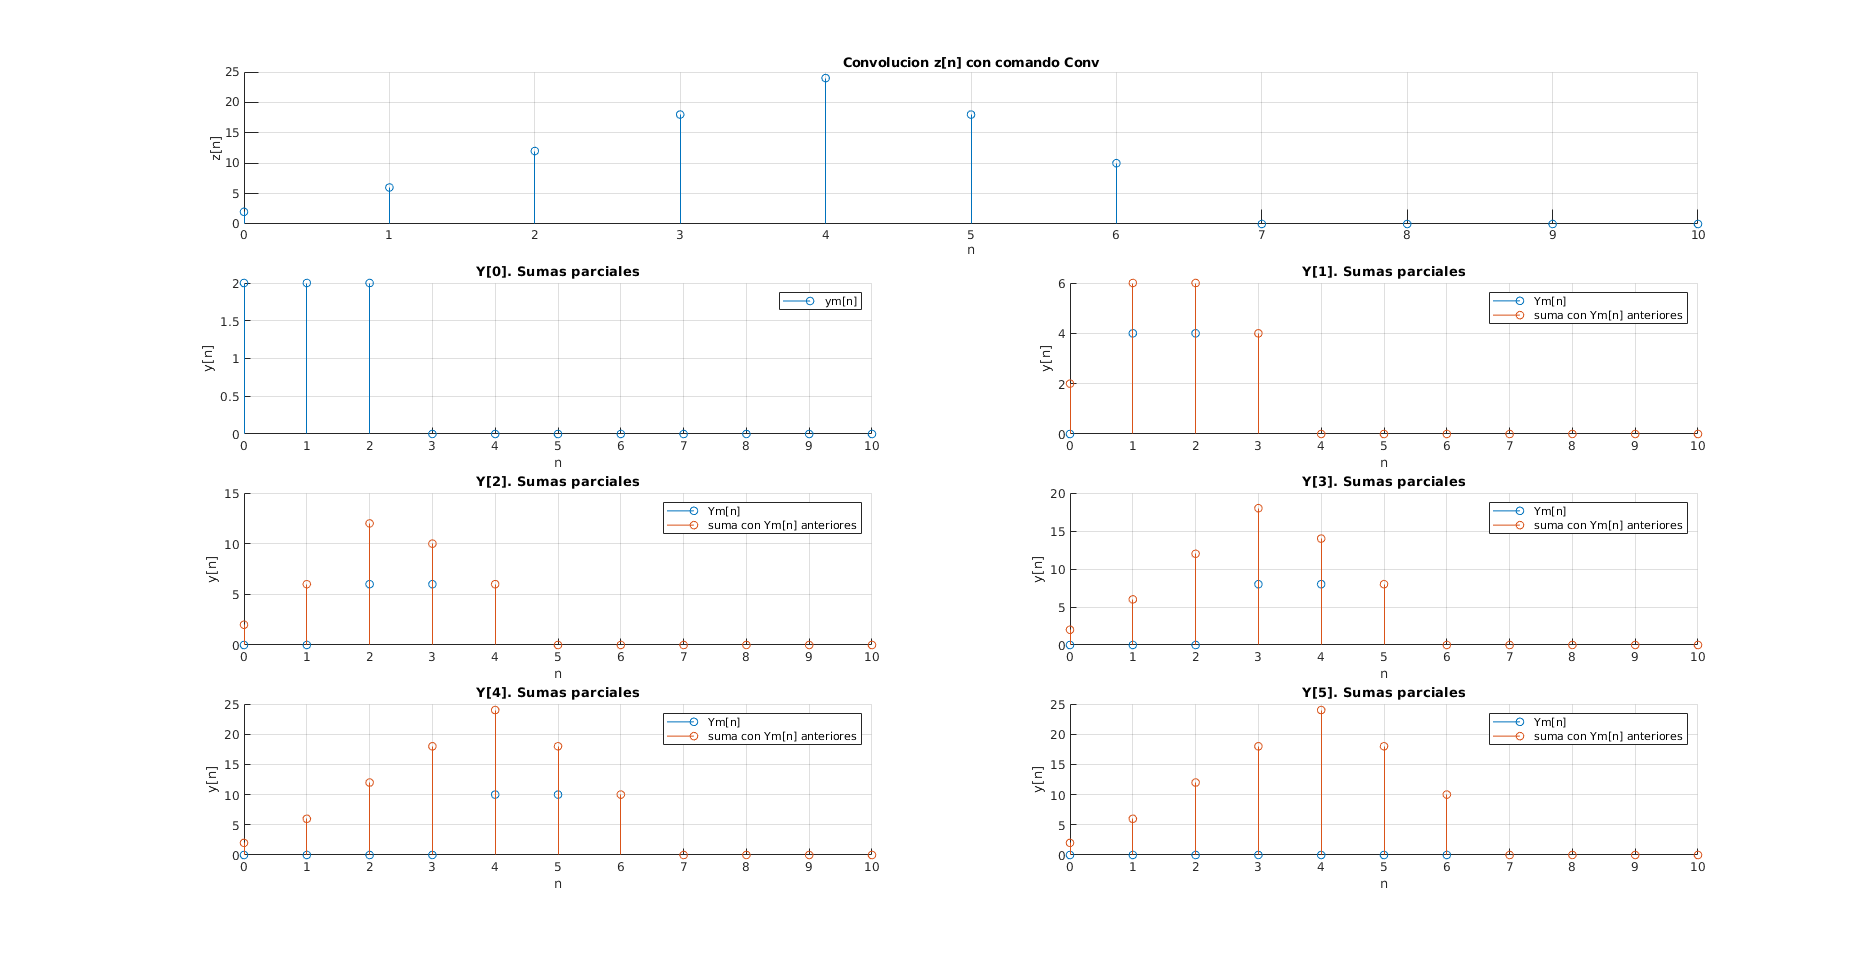 Convolucion z[n] con comando Conv
25
20
15
10
5
0
z[n]
0 1 2 3 4 5 6 7 8 9 10
n
Y[0]. Sumas parciales
2
1.5
1
0.5
0
y[n]
ym[n]
0 1 2 3 4 5 6 7 8 9 10
n
Y[1]. Sumas parciales
6
4
2
0
y[n]
Ym[n]
suma con Ym[n] anteriores
0 1 2 3 4 5 6 7 8 9 10
n
Y[2]. Sumas parciales
15
10
5
0
y[n]
Ym[n]
suma con Ym[n] anteriores
0 1 2 3 4 5 6 7 8 9 10
n
Y[3]. Sumas parciales
20
15
10
5
0
y[n]
Ym[n]
suma con Ym[n] anteriores
0 1 2 3 4 5 6 7 8 9 10
n
Y[4]. Sumas parciales
25
20
15
10
5
0
y[n]
Ym[n]
suma con Ym[n] anteriores
0 1 2 3 4 5 6 7 8 9 10
n
Y[5]. Sumas parciales
25
20
15
10
5
0
y[n]
Ym[n]
suma con Ym[n] anteriores
0 1 2 3 4 5 6 7 8 9 10
n